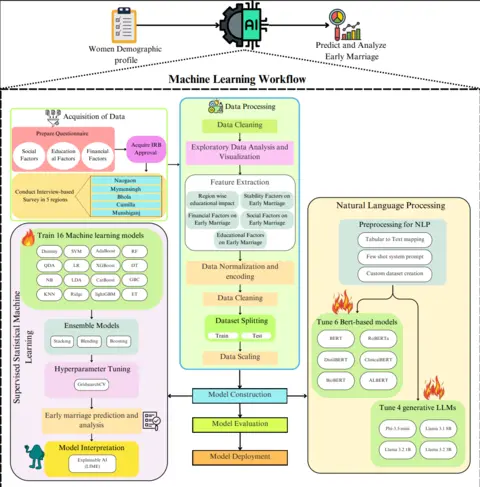 Women Demographic
profile
AI
Predict and Analyze
Early Marriage
Machine Learning Workflow
Acquisition of Data
Prepare Questionnaire
Social
Factors
Education
al Factors
Financial
Factors
Acquire IRB
Approval
Conduct Interview-based
Survey in 5 regions
Naogaon
Mymensingh
Bhola
Cumilla
Munshiganj
Data Processing
Data Cleaning
Exploratory Data Analysis and
Visualization
Feature Extraction
Region wise
educational impact
Stability Factors on
Early Marriage
Financial Factors on
Early Marriage
Social Factors on
Early Marriage
Educational Factors
on Early Marriage
Data Normalization and
encoding
Data Cleaning
Dataset Splitting
Train
Test
Data Scaling
Model Construction
Model Evaluation
Model Deployment
Supervised Statistical Machine
Learning
Train 16 Machine learning models
Dummy
SVM
AdaBoost
RF
QDA
LR
XGBoost
DT
NB
LDA
CatBoost
GBC
KNN
Ridge
lightGBM
ET
Ensemble Models
Stacking
Blending
Boosting
Hyperparameter Tuning
GridsearchCV
Early marriage prediction and
analysis
Model Interpretation
Explainable AI
(LIME)
Natural Language Processing
Preprocessing for NLP
Tabular to Text mapping
Few shot system prompt
Custom dataset creation
Tune 6 Bert-based models
BERT
RoBERTa
DistilBERT
ClinicalBERT
BioBERT
ALBERT
Tune 4 generative LLMs
Phi-3.5-mini
Llama 3.1 8B
Llama 3.2 1B
Llama 3.2 3B